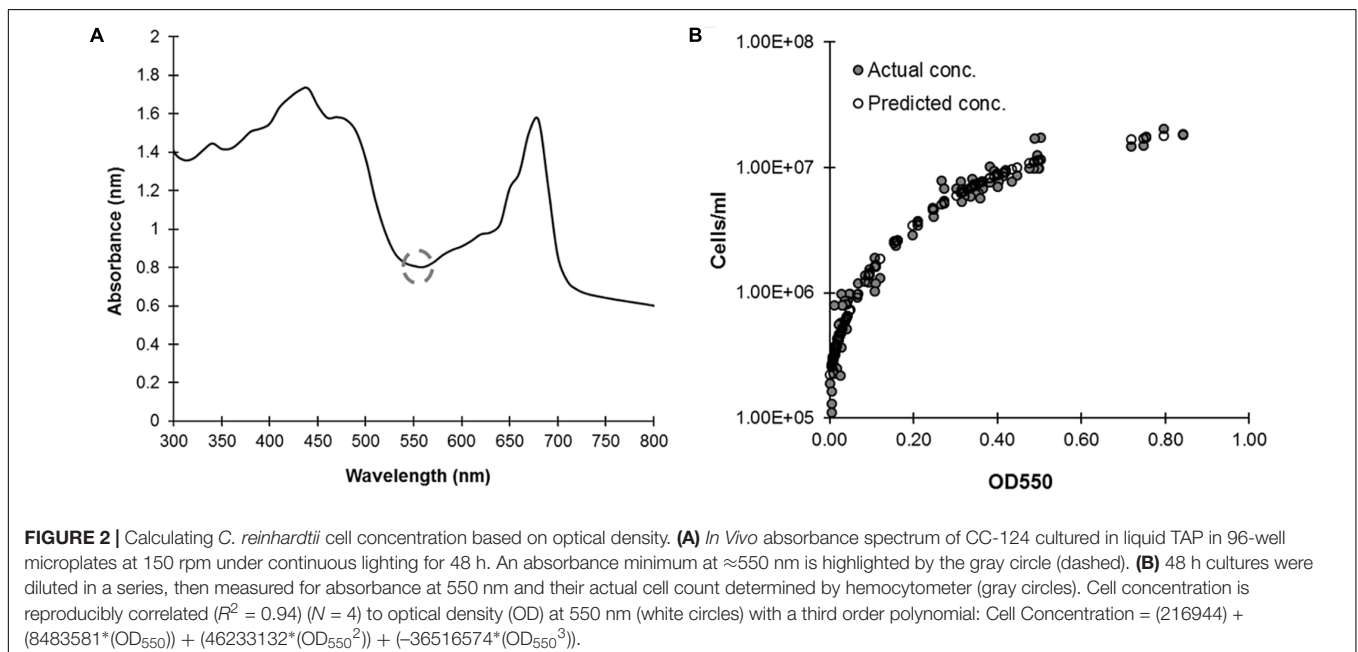 A
2
1.8
1.6
1.4
1.2
1
0.8
0.6
0.4
0.2
0
300 350 400 450 500 550 600 650 700 750 800
Absorbance (nm)
Wavelength (nm)
B
1.00E+08
1.00E+07
1.00E+06
1.00E+05
0.00 0.20 0.40 0.60 0.80 1.00
Actual conc.
Predicted conc.
Cells/ml
OD550
FIGURE 2 | Calculating C. reinhardtii cell concentration based on optical density. (A) In Vivo absorbance spectrum of CC-124 cultured in liquid TAP in 96-well
microplates at 150 rpm under continuous lighting for 48 h. An absorbance minimum at ≈550 nm is highlighted by the gray circle (dashed). (B) 48 h cultures were
diluted in a series, then measured for absorbance at 550 nm and their actual cell count determined by hemocytometer (gray circles). Cell concentration is
reproducibly correlated (R² = 0.94) (N = 4) to optical density (OD) at 550 nm (white circles) with a third order polynomial: Cell Concentration = (216944) +
(8483581*(OD₅₅₀)) + (46233132*(OD₅₅₀²)) + (–36516574*(OD₅₅₀³)).